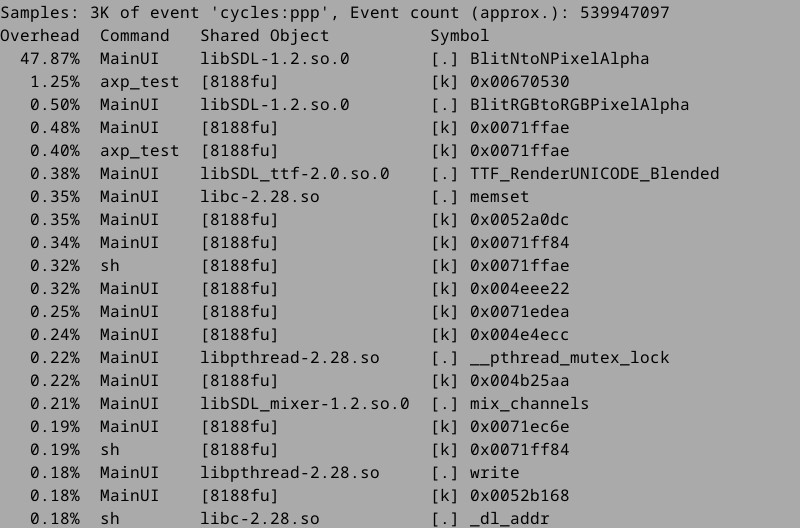 Samples: 3K of event 'cycles:ppp', Event count (approx.): 539947097
Overhead  Command   Shared Object          Symbol
  47.87%  MainUI    libSDL-1.2.so.0        [.] BlitNtoNPixelAlpha
   1.25%  axp_test  [8188fu]               [k] 0x00670530
   0.50%  MainUI    libSDL-1.2.so.0        [.] BlitRGBtoRGBPixelAlpha
   0.48%  MainUI    [8188fu]               [k] 0x0071ffae
   0.40%  axp_test  [8188fu]               [k] 0x0071ffae
   0.38%  MainUI    libSDL_ttf-2.0.so.0    [.] TTF_RenderUNICODE_Blended
   0.35%  MainUI    libc-2.28.so           [.] memset
   0.35%  MainUI    [8188fu]               [k] 0x0052a0dc
   0.34%  MainUI    [8188fu]               [k] 0x0071ff84
   0.32%  sh        [8188fu]               [k] 0x0071ffae
   0.32%  MainUI    [8188fu]               [k] 0x004eee22
   0.25%  MainUI    [8188fu]               [k] 0x0071edea
   0.24%  MainUI    [8188fu]               [k] 0x004e4ecc
   0.22%  MainUI    libpthread-2.28.so     [.] __pthread_mutex_lock
   0.22%  MainUI    [8188fu]               [k] 0x004b25aa
   0.21%  MainUI    libSDL_mixer-1.2.so.0  [.] mix_channels
   0.19%  MainUI    [8188fu]               [k] 0x0071ec6e
   0.19%  sh        [8188fu]               [k] 0x0071ff84
   0.18%  MainUI    libpthread-2.28.so     [.] write
   0.18%  MainUI    [8188fu]               [k] 0x0052b168
   0.18%  sh        libc-2.28.so           [.] _dl_addr